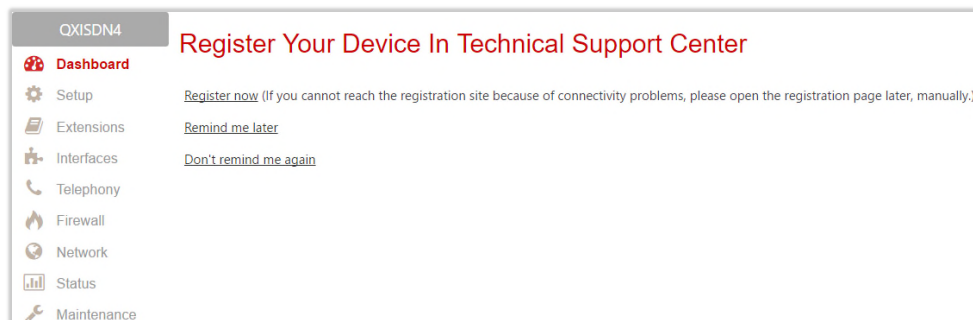 QXISDN4
Register Your Device In Technical Support Center
Dashboard
Setup
Register now (If you cannot reach the registration site because of connectivity problems, please open the registration page later, manually.)
Extensions
Remind me later
Interfaces
Don't remind me again
Telephony
Firewall
Network
Status
Maintenance